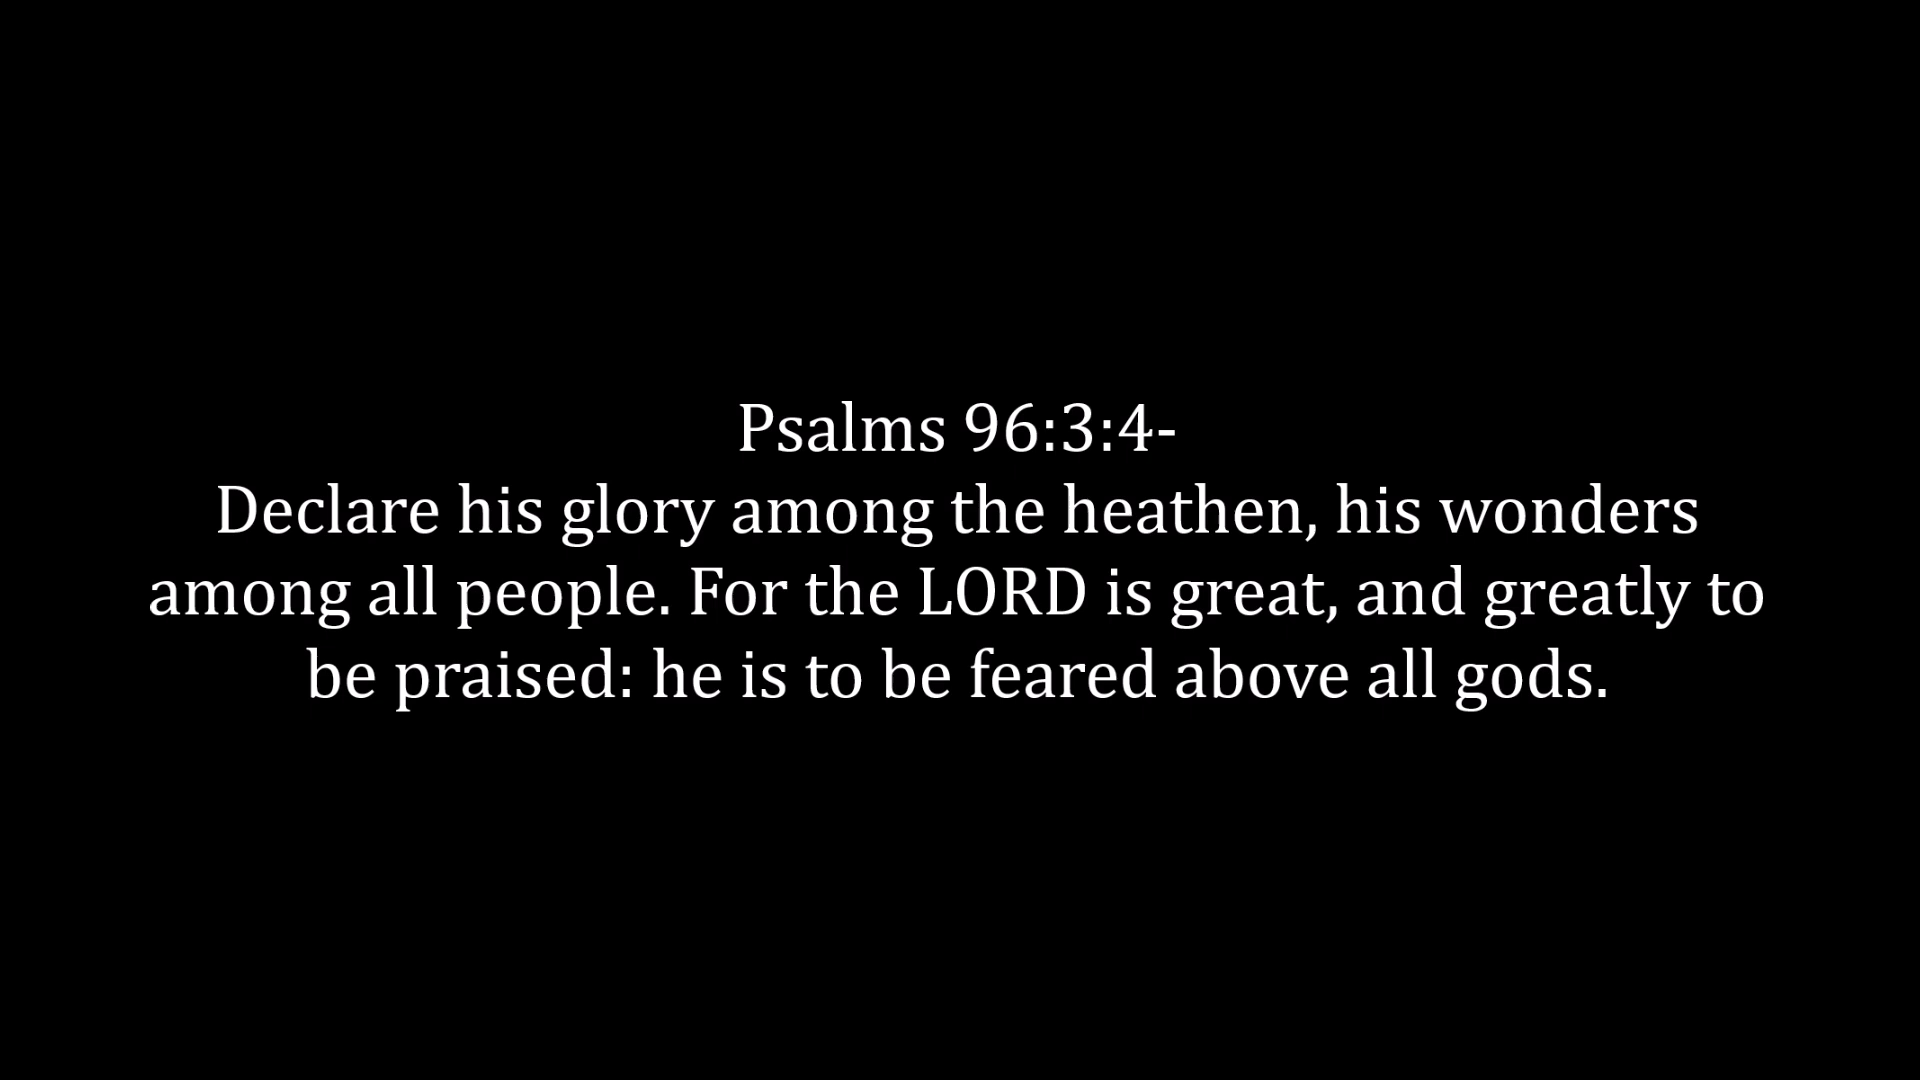 Psalms 96:3:4-
Declare his glory among the heathen, his wonders
among all people. For the LORD is great, and greatly to
be praised: he is to be feared above all gods.